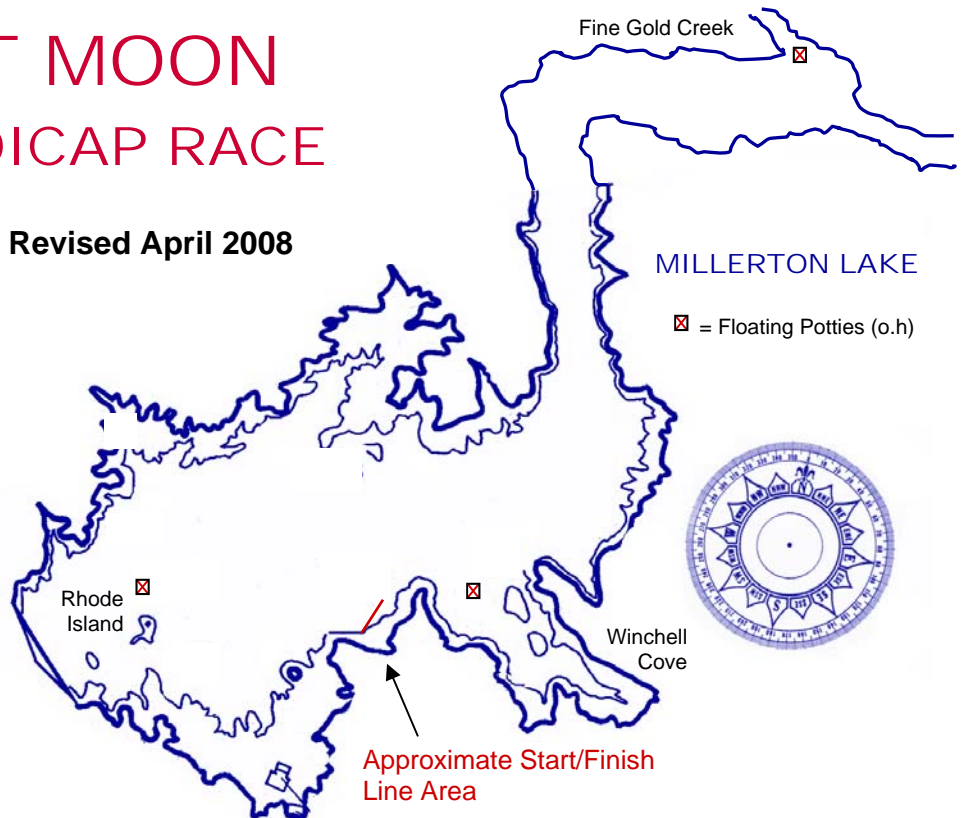 T MOON
DICAP RACE
Revised April 2008
Fine Gold Creek
MILLERTON LAKE
= Floating Potties (o.h)
Rhode
Island
Winchell
Cove
Approximate Start/Finish
Line Area
N
E
S